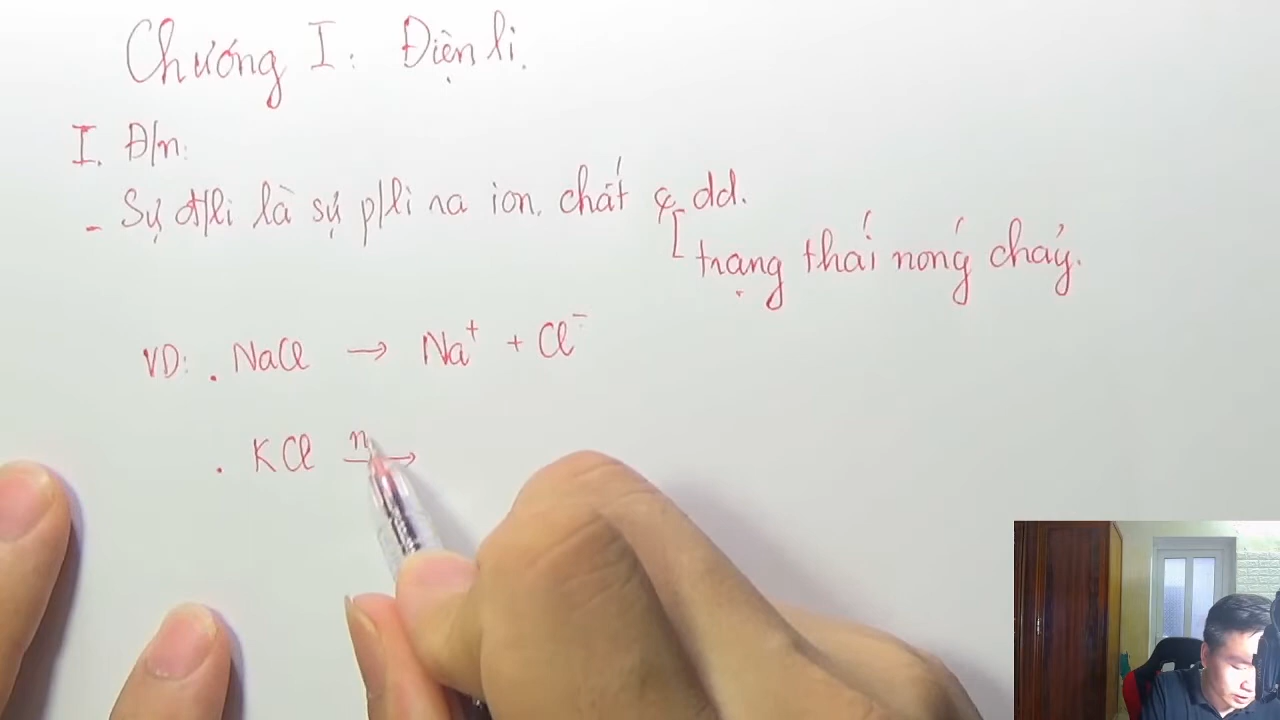 Chương I: Điện li.
I. Đ/n:
- Sự đ/li là sự p/li ra ion. chất ç dd.
trạng thái nóng chảy.
VD: . NaCl → Na⁺ + Cl⁻
. KCl n →